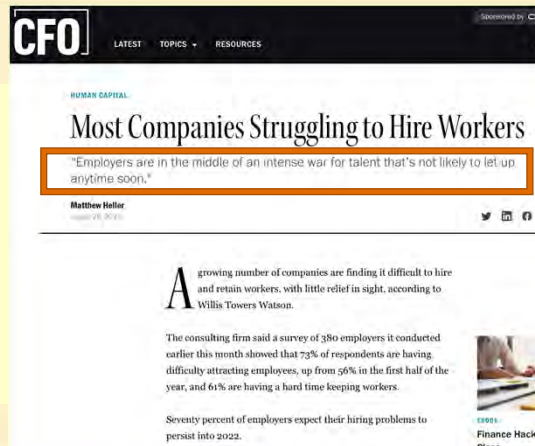 CFO
LATEST TOPICS RESOURCES
Sponsored by
HUMAN CAPITAL
Most Companies Struggling to Hire Workers
"Employers are in the middle of an intense war for talent that's not likely to let up
anytime soon."
Matthew Heller
A growing number of companies are finding it difficult to hire
and retain workers, with little relief in sight, according to
Willis Towers Watson.
The consulting firm said a survey of 380 employers it conducted
earlier this month showed that 73% of respondents are having
difficulty attracting employees, up from 56% in the first half of the
year, and 61% are having a hard time keeping workers.
Seventy percent of employers expect their hiring problems to
persist into 2022.
Finance Hack